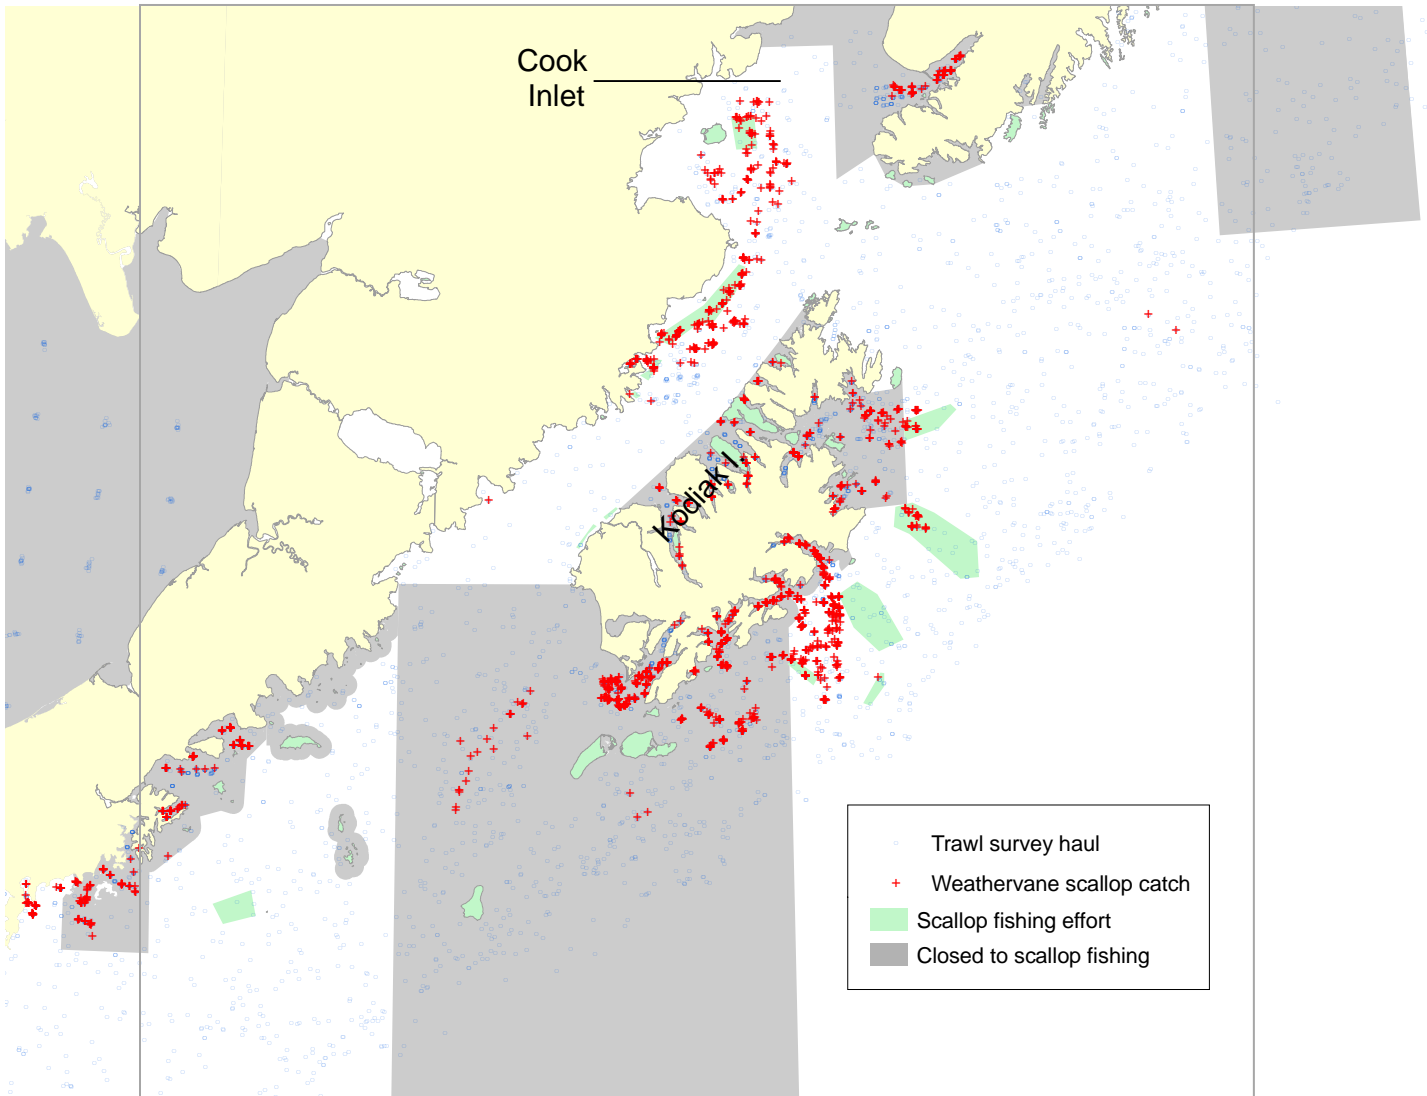 Cook
Inlet
Kodiak I.
Trawl survey haul
Weathervane scallop catch
Scallop fishing effort
Closed to scallop fishing